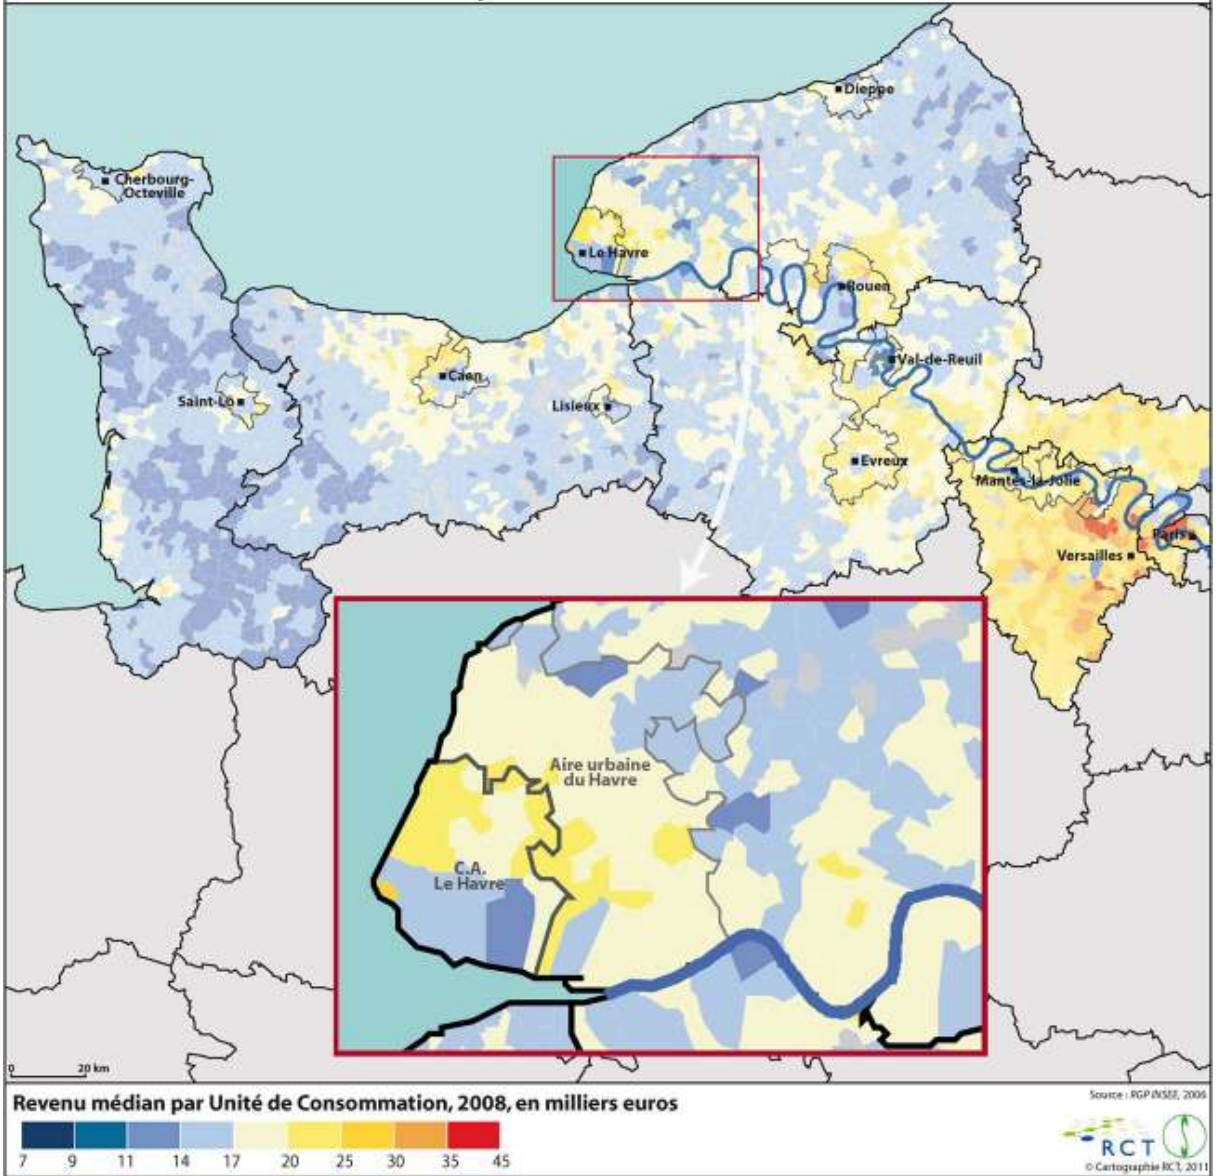 Dieppe
Cherbourg-
Octeville
Le Havre
Rouen
Val-de-Reuil
Caen
Saint-Lô
Lisieux
Evreux
Mantes-la-Jolie
Paris
Versailles
Aire urbaine
du Havre
C.A.
Le Havre
0 20 km
Revenu médian par Unité de Consommation, 2008, en milliers euros
7 9 11 14 17 20 25 30 35 45
Source : RGP INSEE, 2006
RCT
© Cartographie RCT, 2011